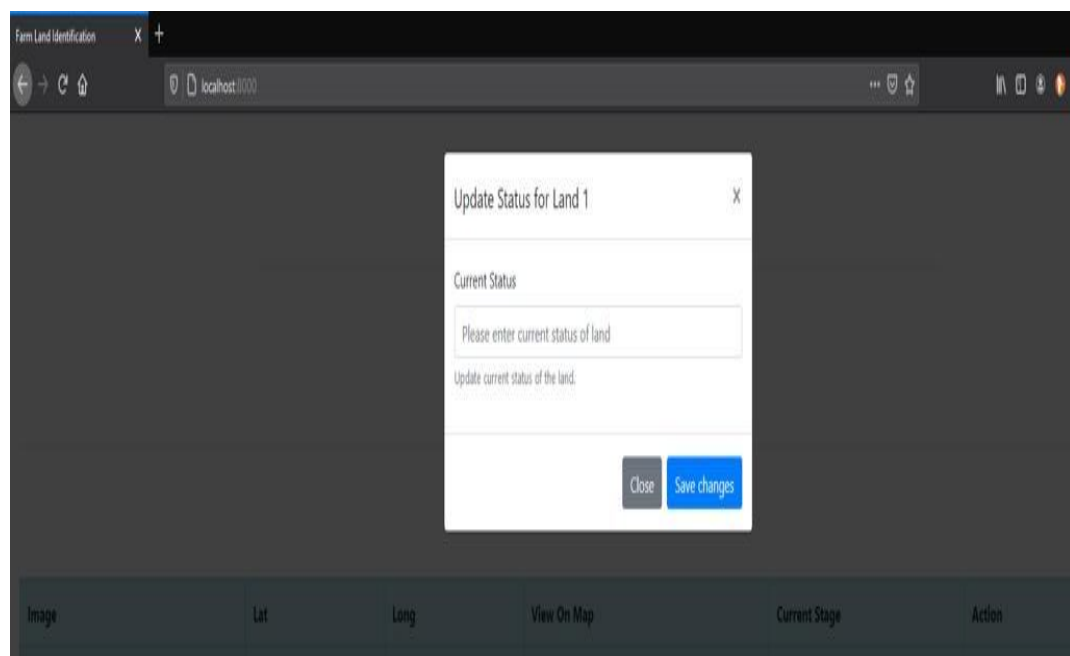 Farm Land Identification X +
localhost:8000
Update Status for Land 1 X
Current Status
Please enter current status of land
Update current status of the land.
Close Save changes
Image Lat Long View On Map Current Stage Action